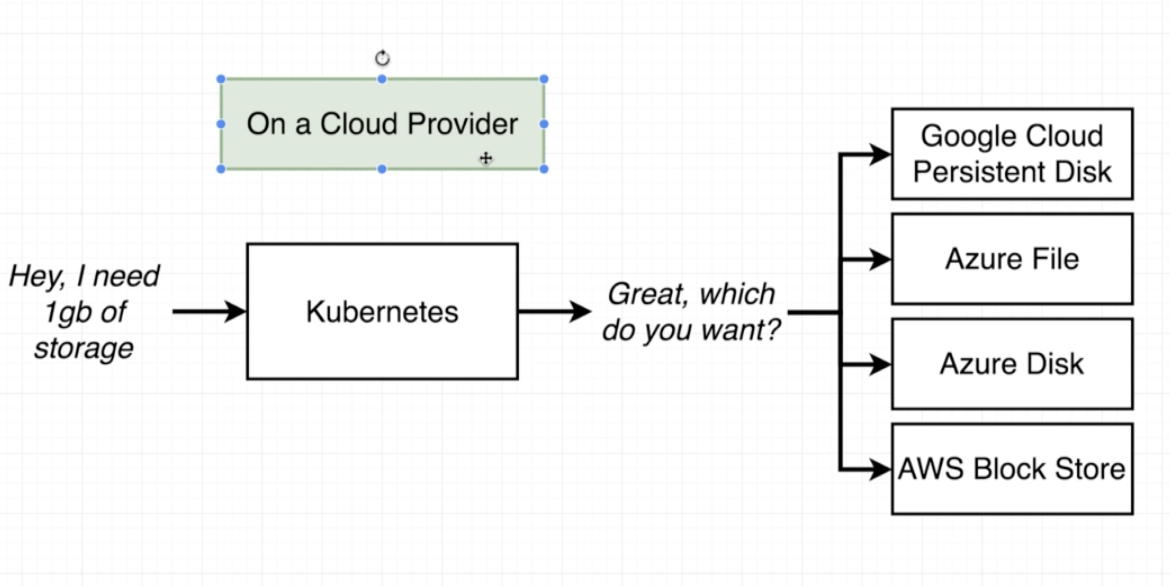 On a Cloud Provider
Hey, I need
1gb of
storage
Kubernetes
Great, which
do you want?
Google Cloud
Persistent Disk
Azure File
Azure Disk
AWS Block Store